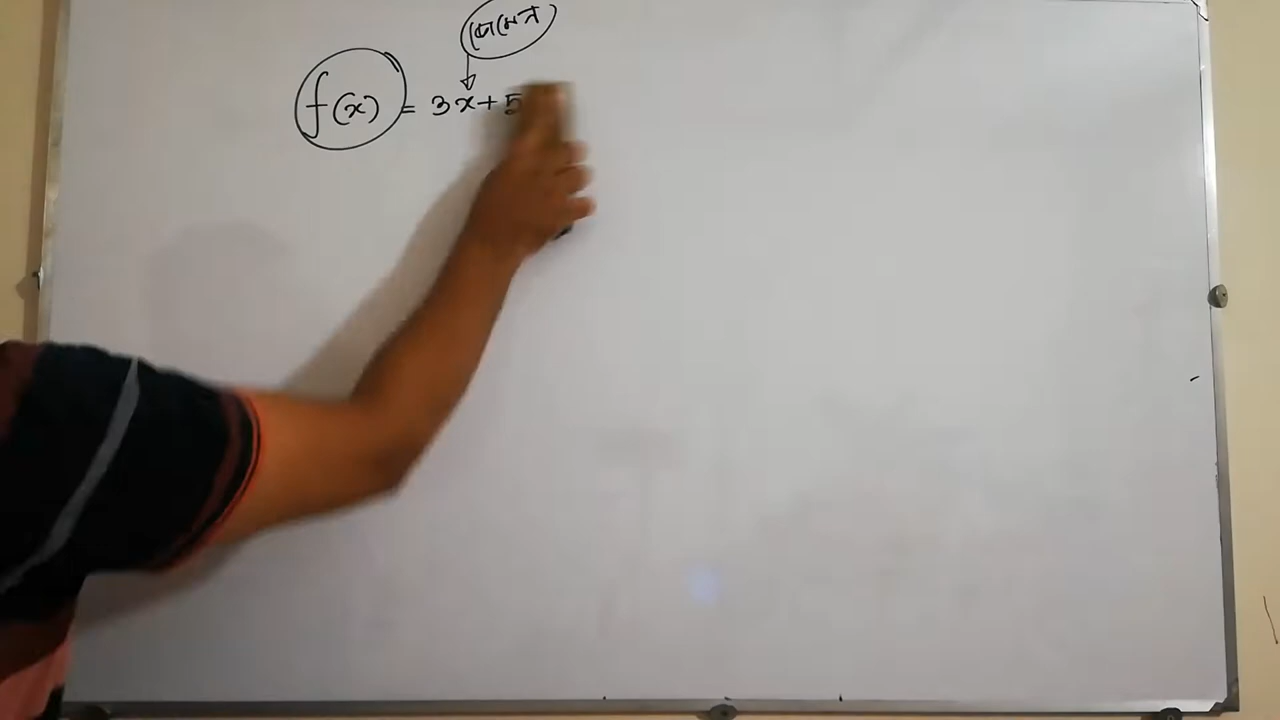 ডোমেন
f(x) = 3x + 5